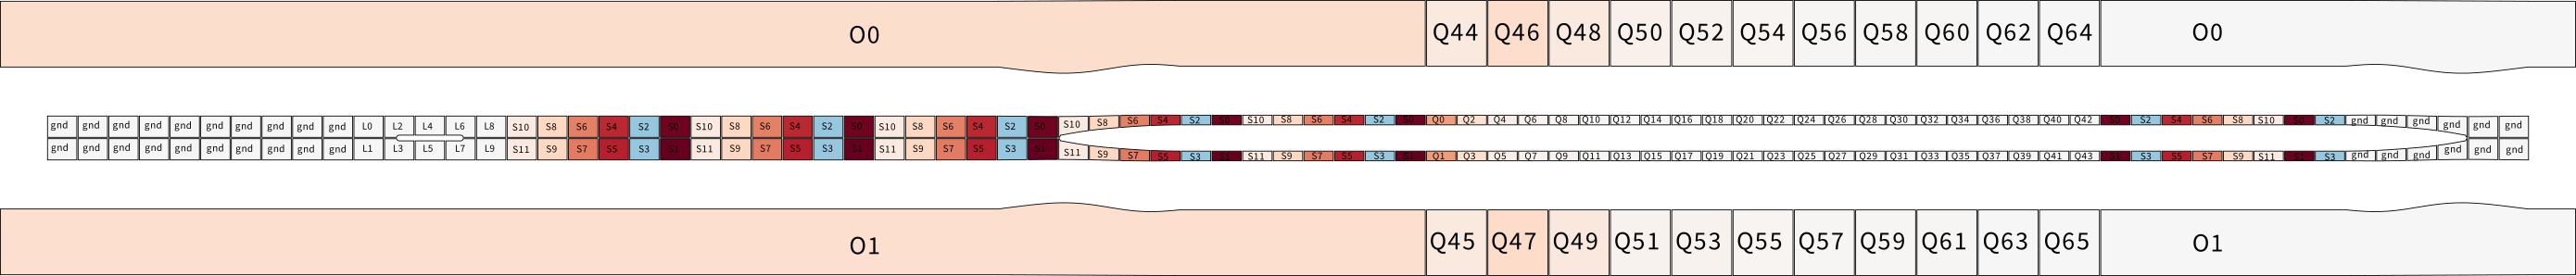 O0 Q44 Q46 Q48 Q50 Q52 Q54 Q56 Q58 Q60 Q62 Q64 O0
gnd gnd gnd gnd gnd gnd gnd gnd gnd gnd L0 L2 L4 L6 L8 S10 S8 S6 S4 S2 S0 S10 S8 S6 S4 S2 S0 S10 S8 S6 S4 S2 S0 S10 S8 S6 S4 S2 S0 S10 S8 S6 S4 S2 S0 Q0 Q2 Q4 Q6 Q8 Q10 Q12 Q14 Q16 Q18 Q20 Q22 Q24 Q26 Q28 Q30 Q32 Q34 Q36 Q38 Q40 Q42 S0 S2 S4 S6 S8 S10 S0 S2 gnd gnd gnd gnd gnd gnd
gnd gnd gnd gnd gnd gnd gnd gnd gnd gnd L1 L3 L5 L7 L9 S11 S9 S7 S5 S3 S1 S11 S9 S7 S5 S3 S1 S11 S9 S7 S5 S3 S1 S11 S9 S7 S5 S3 S1 S11 S9 S7 S5 S3 S1 Q1 Q3 Q5 Q7 Q9 Q11 Q13 Q15 Q17 Q19 Q21 Q23 Q25 Q27 Q29 Q31 Q33 Q35 Q37 Q39 Q41 Q43 S1 S3 S5 S7 S9 S11 S1 S3 gnd gnd gnd gnd gnd gnd
O1 Q45 Q47 Q49 Q51 Q53 Q55 Q57 Q59 Q61 Q63 Q65 O1